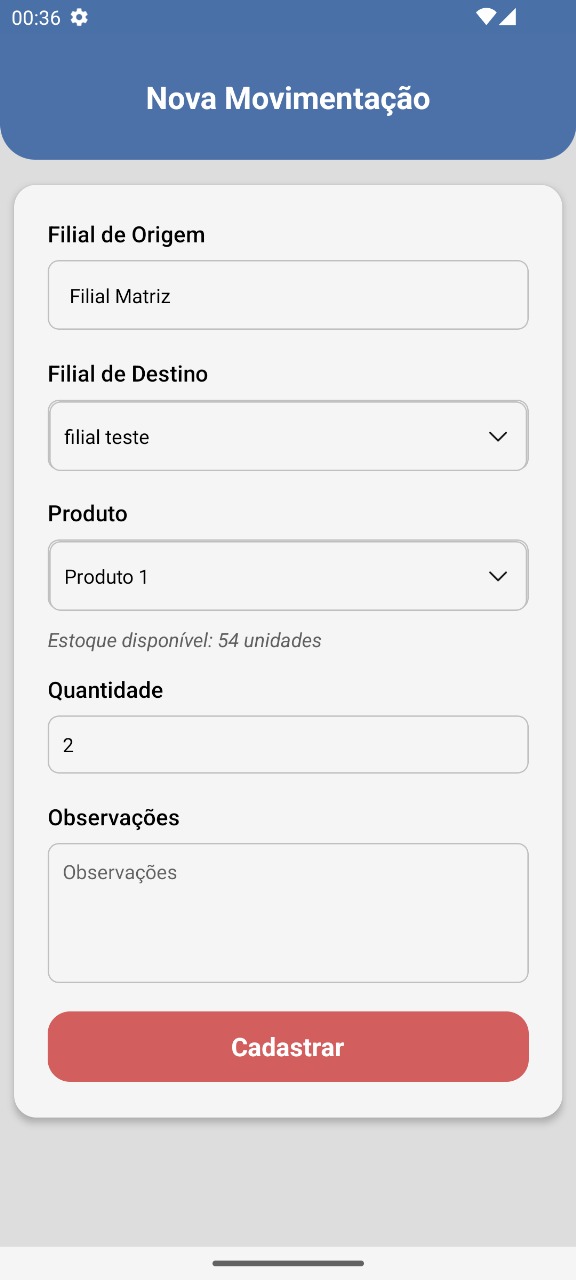 00:36
Nova Movimentação
Filial de Origem
Filial Matriz
Filial de Destino
filial teste
Produto
Produto 1
Estoque disponível: 54 unidades
Quantidade
2
Observações
Observações
Cadastrar